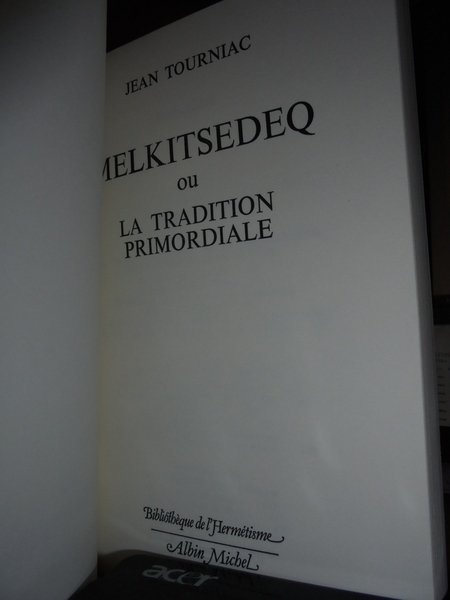 JEAN TOURNIAC
MELKITSEDEQ
ou
LA TRADITION
PRIMORDIALE
Bibliothèque de l'Hermétisme
Albin Michel
acer